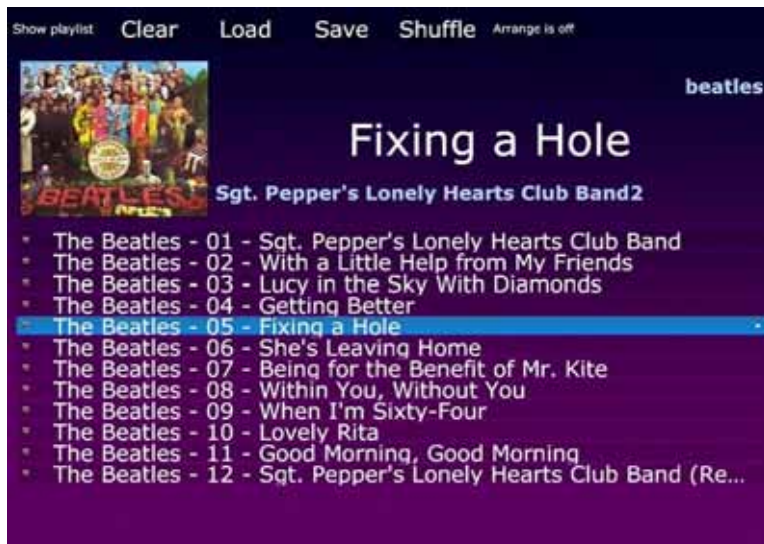 Show playlist Clear Load Save Shuffle Arrange is off
beatles
Fixing a Hole
Sgt. Pepper's Lonely Hearts Club Band2
BEATLES
The Beatles - 01 - Sgt. Pepper's Lonely Hearts Club Band
The Beatles - 02 - With a Little Help from My Friends
The Beatles - 03 - Lucy in the Sky With Diamonds
The Beatles - 04 - Getting Better
The Beatles - 05 - Fixing a Hole
The Beatles - 06 - She's Leaving Home
The Beatles - 07 - Being for the Benefit of Mr. Kite
The Beatles - 08 - Within You, Without You
The Beatles - 09 - When I'm Sixty-Four
The Beatles - 10 - Lovely Rita
The Beatles - 11 - Good Morning, Good Morning
The Beatles - 12 - Sgt. Pepper's Lonely Hearts Club Band (Re...